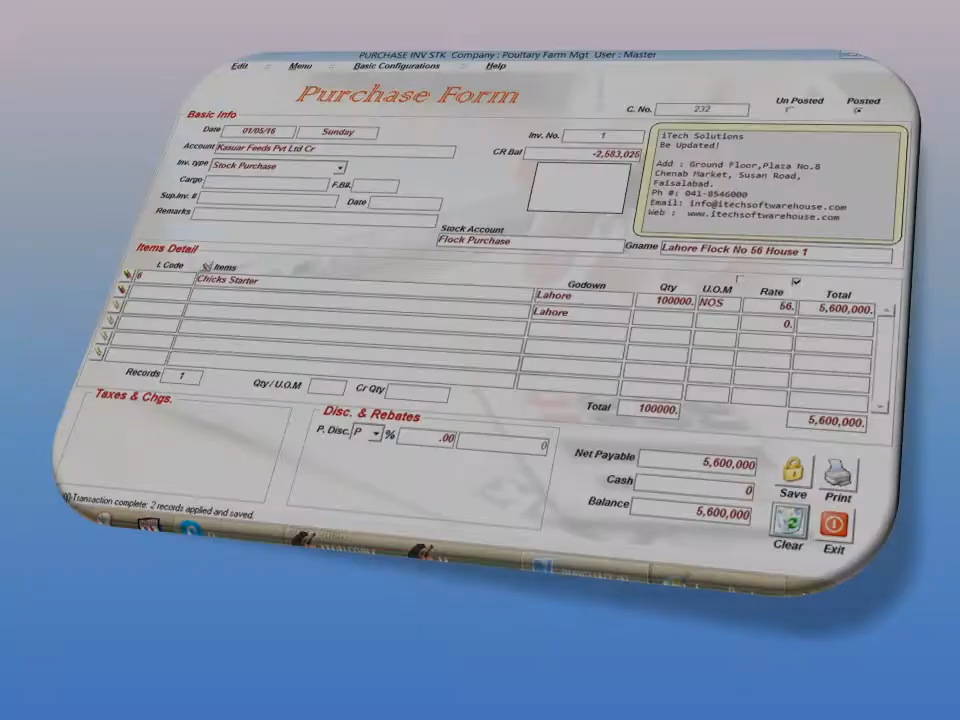 PURCHASE INV STK Company : Poultary Farm Mgt User : Master
Edit :: Menu :: Basic Configurations :: Help
Purchase Form
C. No. 232 Un Posted Posted
Basic Info
Date 01/05/16 Sunday Inv. No. 1
Account Kasuar Feeds Pvt Ltd Cr CR Bal -2,583,025
Inv. type Stock Purchase
Cargo F.B#.
Sup.Inv. # Date
Remarks
iTech Solutions
Be Updated!
Add : Ground Floor,Plaza No.8
Chenab Market, Susan Road,
Faisalabad.
Ph #: 041-8546000
Email: info@itechsoftwarehouse.com
Web : www.itechsoftwarehouse.com
Stock Account
Flock Purchase Gname Lahore Flock No 56 House 1
Items Detail
I. Code Items Godown Qty U.O.M Rate Total
6 Chicks Starter Lahore 100000. NOS 56. 5,600,000.
Lahore 0.
Records 1 Qty / U.O.M Cr Qty Total 100000. 5,600,000.
Taxes & Chgs.
Disc. & Rebates
P. Disc. P % .00 0
Net Payable 5,600,000
Cash 0
Balance 5,600,000
Save Print
Clear Exit
Transaction complete: 2 records applied and saved.